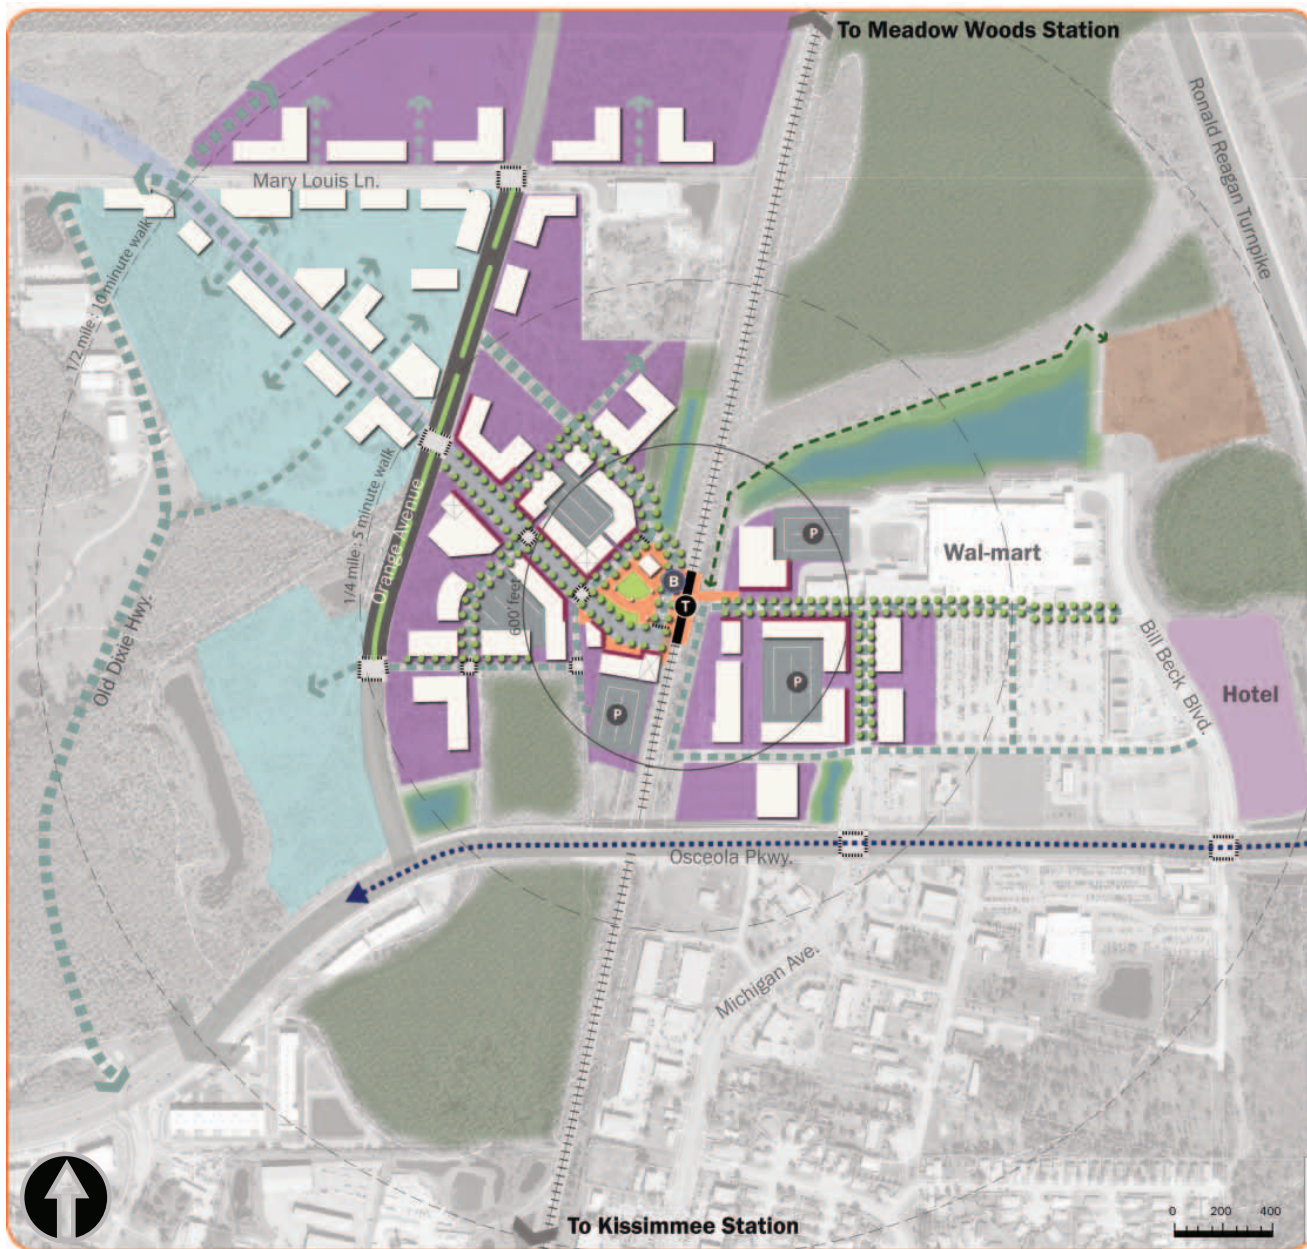 To Meadow Woods Station
Ronald Reagan Turnpike
Mary Louis Ln.
1/2 mile : 10 minute walk
1/4 mile : 5 minute walk
Orange Avenue
Old Dixie Hwy.
600' feet
P
Wal-mart
B
T
P
P
Bill Beck Blvd.
Hotel
Osceola Pkwy.
Michigan Ave.
To Kissimmee Station
0 200 400